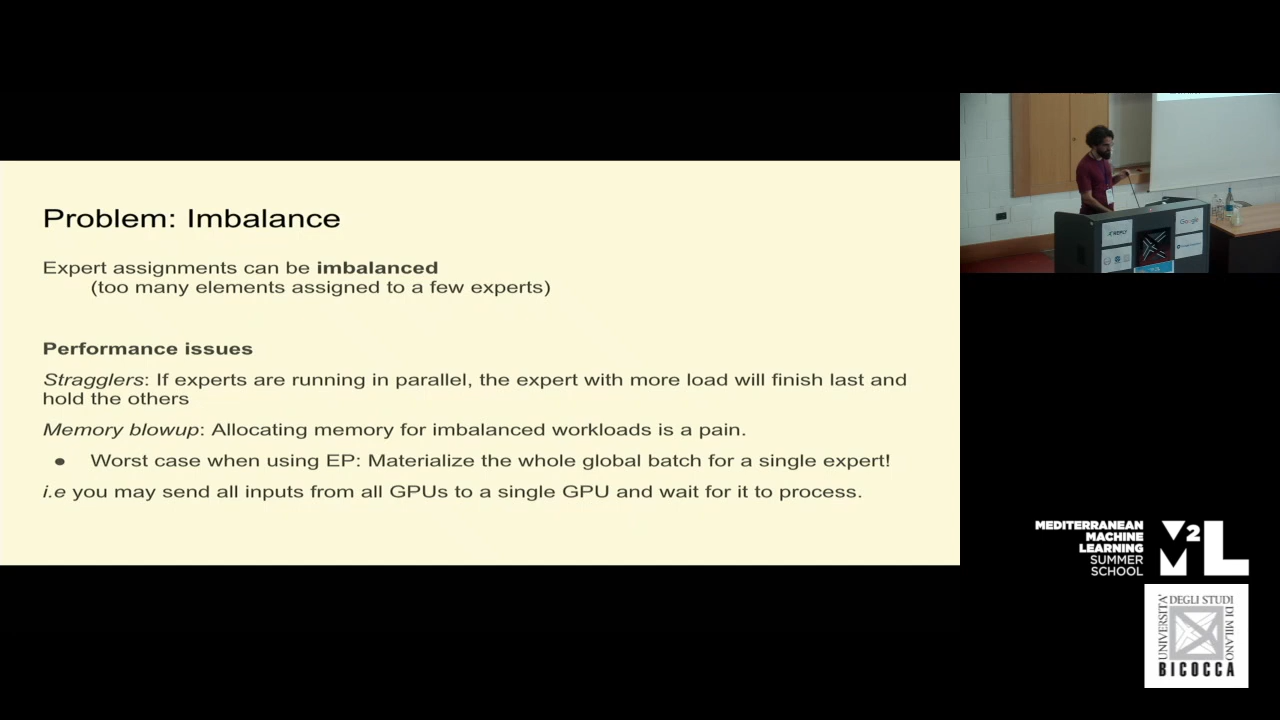 Problem: Imbalance
Expert assignments can be imbalanced
(too many elements assigned to a few experts)
Performance issues
Stragglers: If experts are running in parallel, the expert with more load will finish last and
hold the others
Memory blowup: Allocating memory for imbalanced workloads is a pain.
● Worst case when using EP: Materialize the whole global batch for a single expert!
i.e you may send all inputs from all GPUs to a single GPU and wait for it to process.
Google
MEDITERRANEAN
MACHINE
LEARNING
SUMMER
SCHOOL
M2L
UNIVERSITÀ
DEGLI STUDI
DI MILANO
BICOCCA